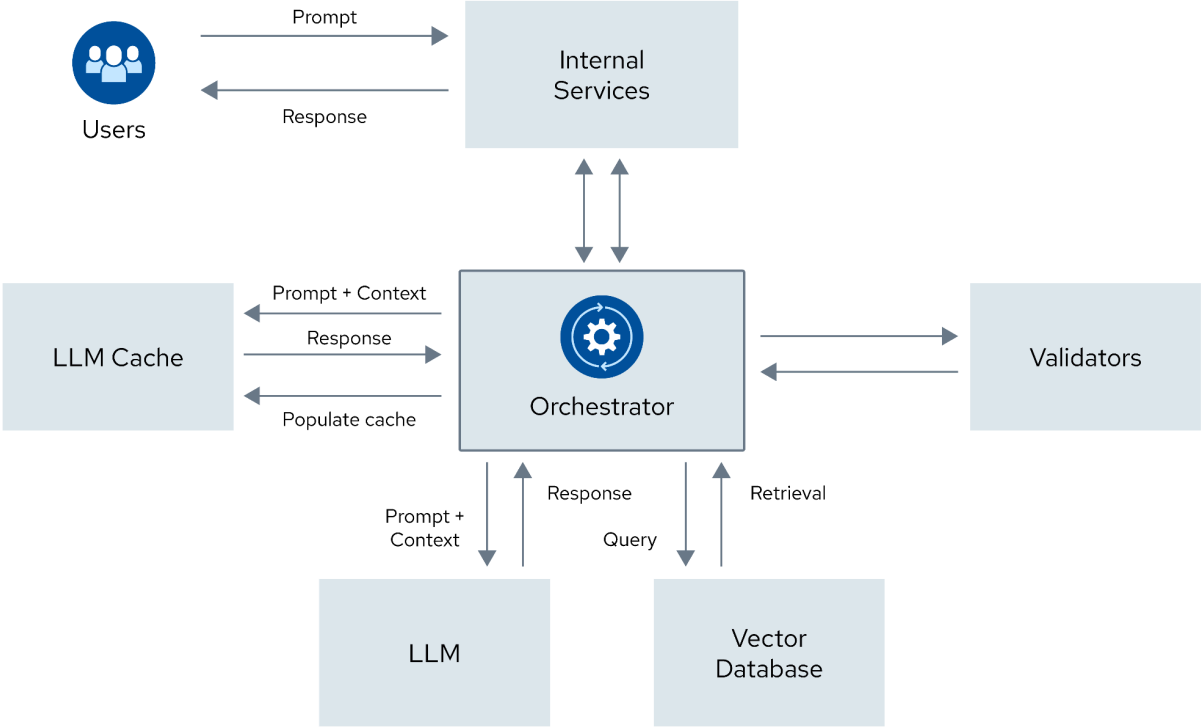 Prompt
Response
Users
Internal
Services
Prompt + Context
Response
Populate cache
LLM Cache
Orchestrator
Validators
Prompt +
Context
Response
Query
Retrieval
LLM
Vector
Database